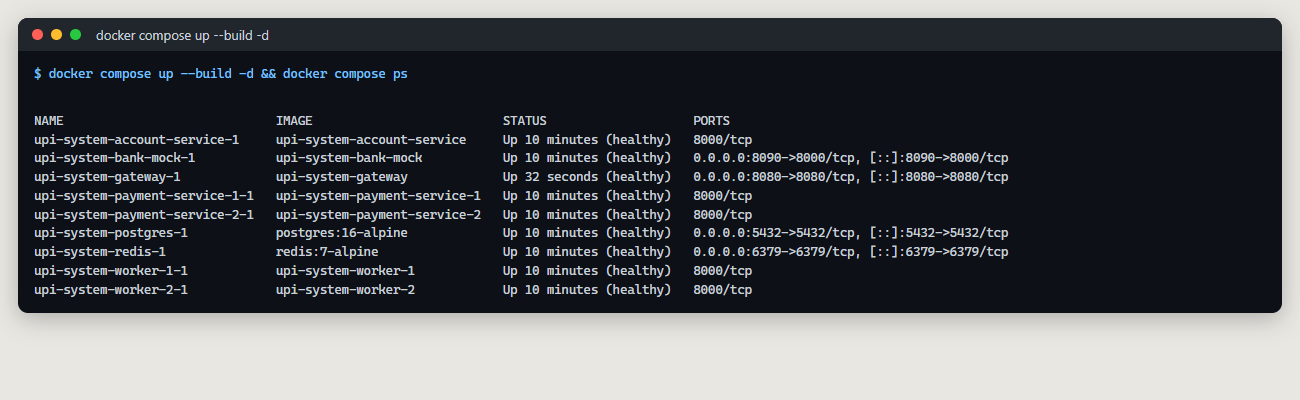 docker compose up --build -d
$ docker compose up --build -d && docker compose ps
NAME IMAGE STATUS PORTS
upi-system-account-service-1 upi-system-account-service Up 10 minutes (healthy) 8000/tcp
upi-system-bank-mock-1 upi-system-bank-mock Up 10 minutes (healthy) 0.0.0.0:8090->8000/tcp, [::]:8090->8000/tcp
upi-system-gateway-1 upi-system-gateway Up 32 seconds (healthy) 0.0.0.0:8080->8080/tcp, [::]:8080->8080/tcp
upi-system-payment-service-1-1 upi-system-payment-service-1 Up 10 minutes (healthy) 8000/tcp
upi-system-payment-service-2-1 upi-system-payment-service-2 Up 10 minutes (healthy) 8000/tcp
upi-system-postgres-1 postgres:16-alpine Up 10 minutes (healthy) 0.0.0.0:5432->5432/tcp, [::]:5432->5432/tcp
upi-system-redis-1 redis:7-alpine Up 10 minutes (healthy) 0.0.0.0:6379->6379/tcp, [::]:6379->6379/tcp
upi-system-worker-1-1 upi-system-worker-1 Up 10 minutes (healthy) 8000/tcp
upi-system-worker-2-1 upi-system-worker-2 Up 10 minutes (healthy) 8000/tcp